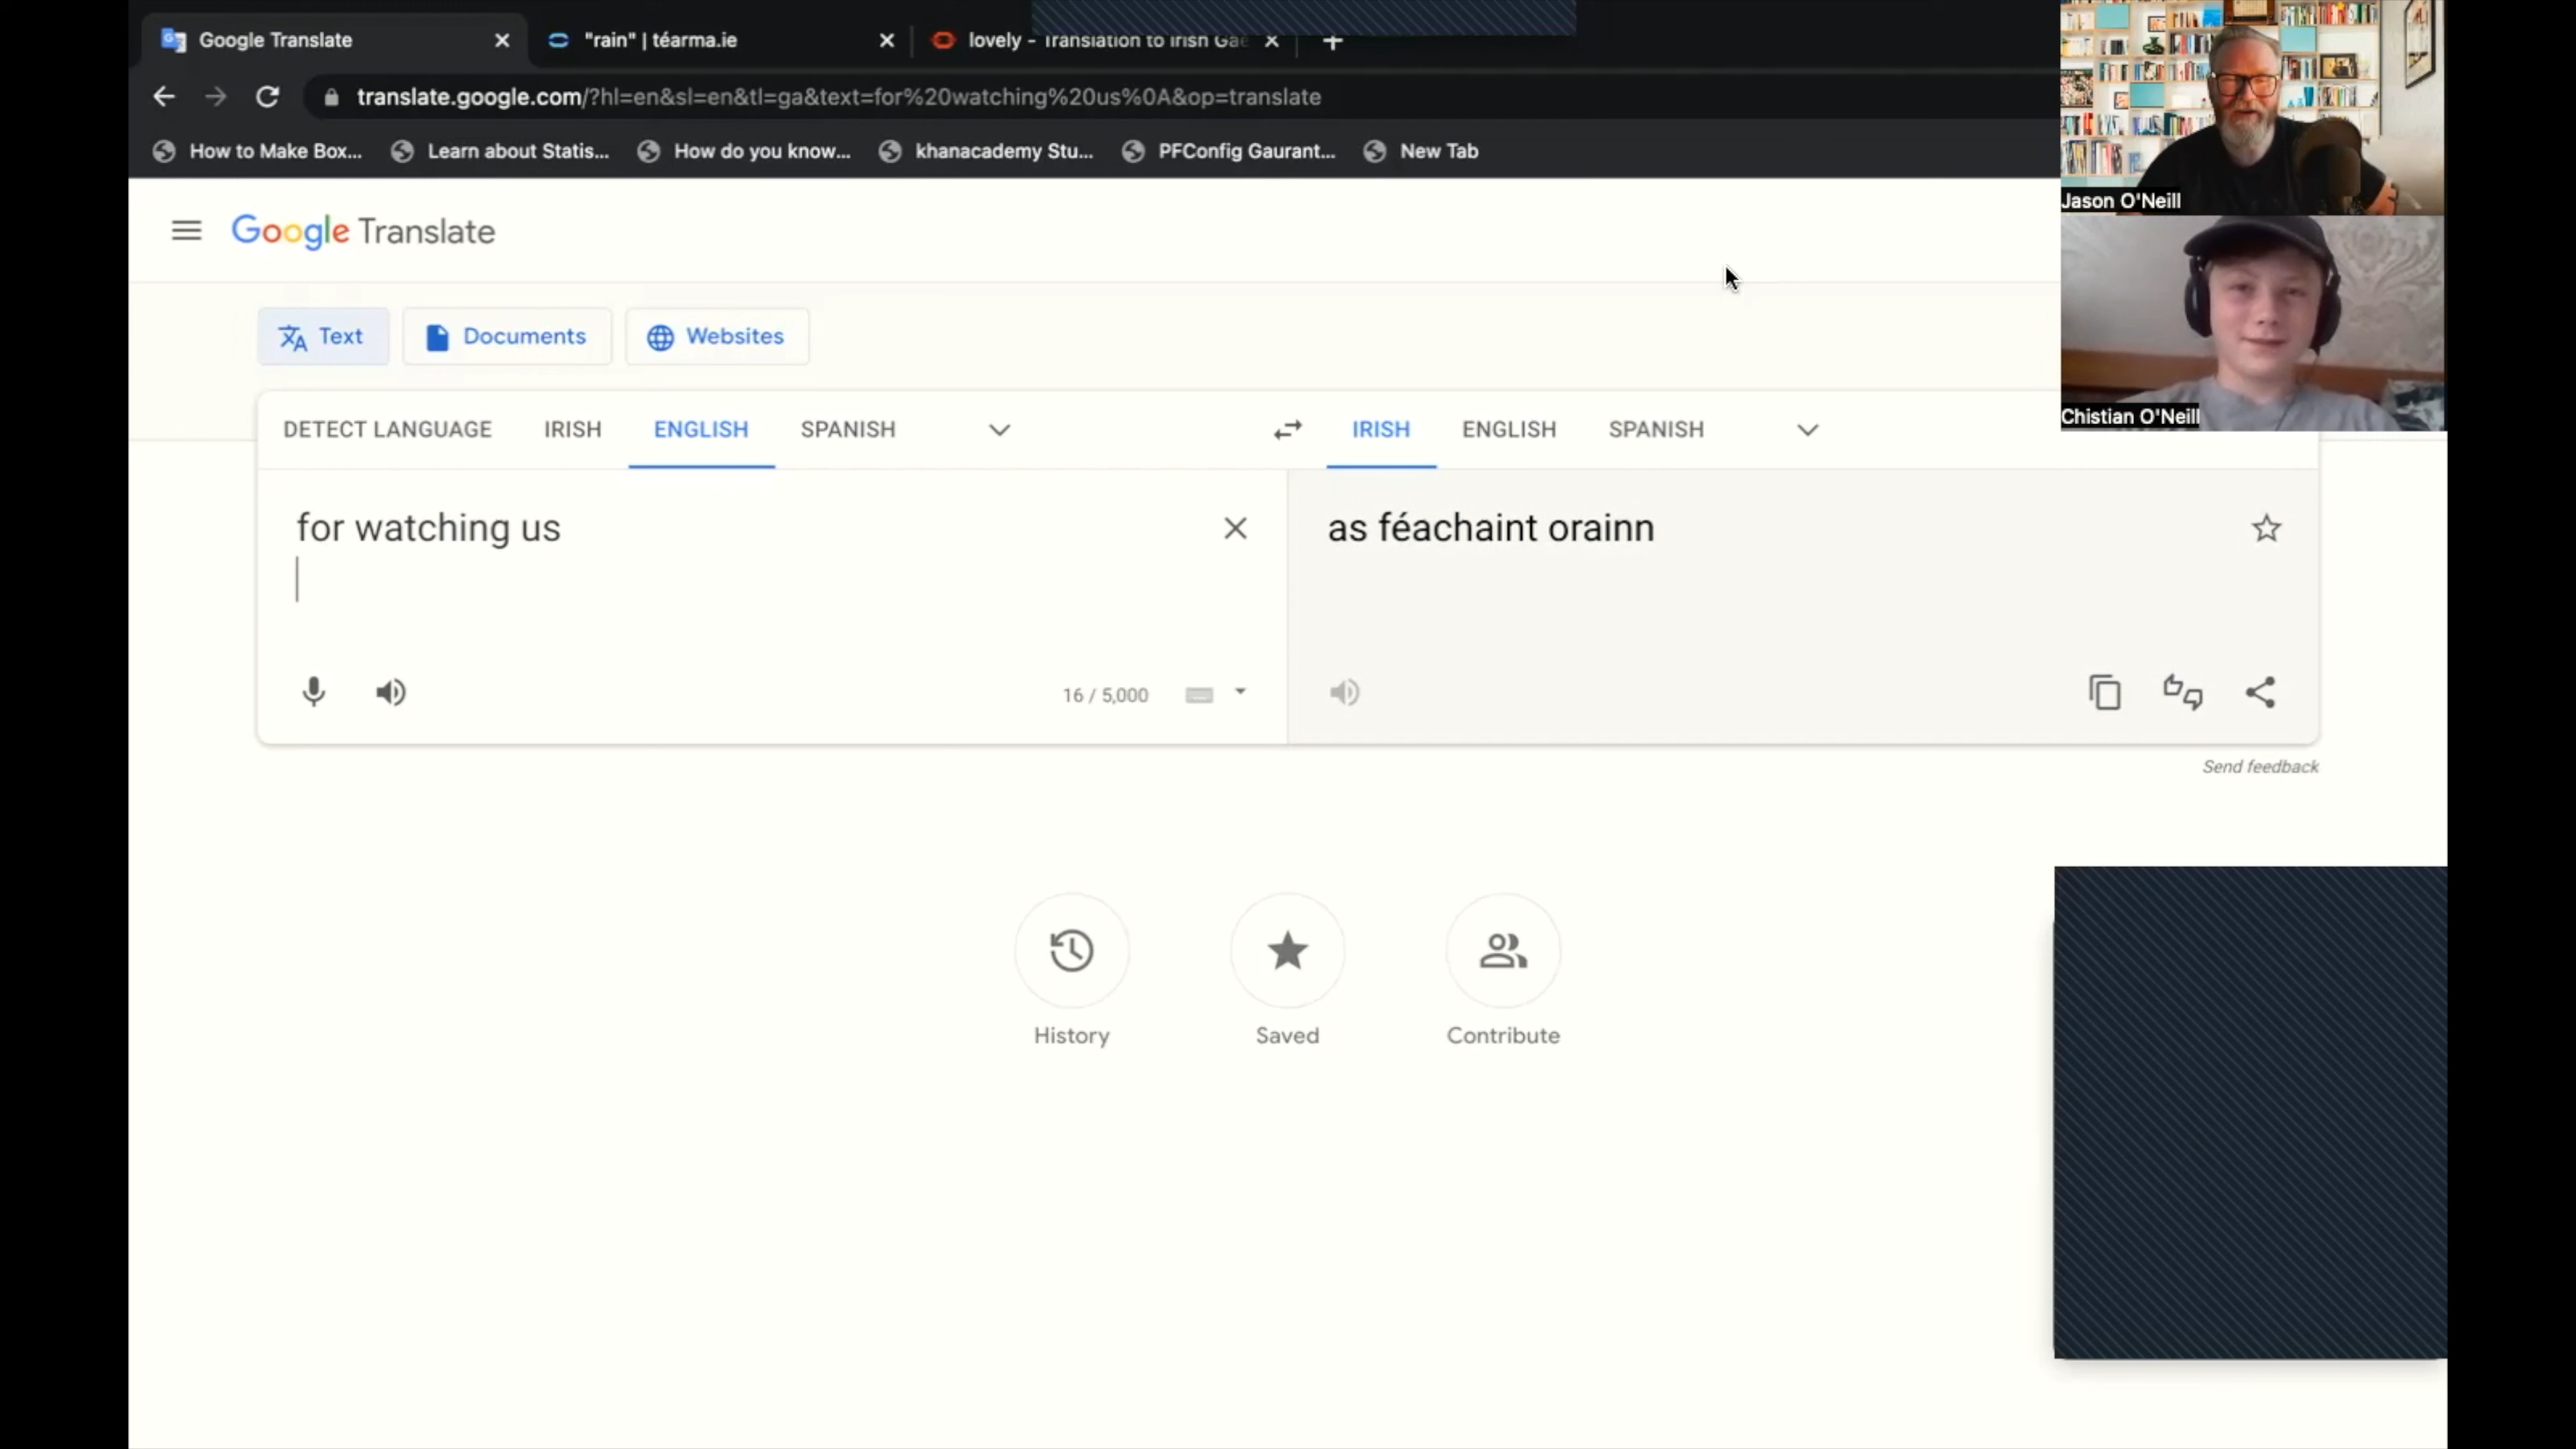 Google Translate
"rain" | téarma.ie
lovely - Translation to Irish Gae
translate.google.com/?hl=en&sl=en&tl=ga&text=for%20watching%20us%0A&op=translate
How to Make Box...
Learn about Statis...
How do you know...
khanacademy Stu...
PFConfig Gaurant...
New Tab
Jason O'Neill
Google Translate
Text
Documents
Websites
Chistian O'Neill
DETECT LANGUAGE
IRISH
ENGLISH
SPANISH
IRISH
ENGLISH
SPANISH
for watching us
as féachaint orainn
16 / 5,000
Send feedback
History
Saved
Contribute